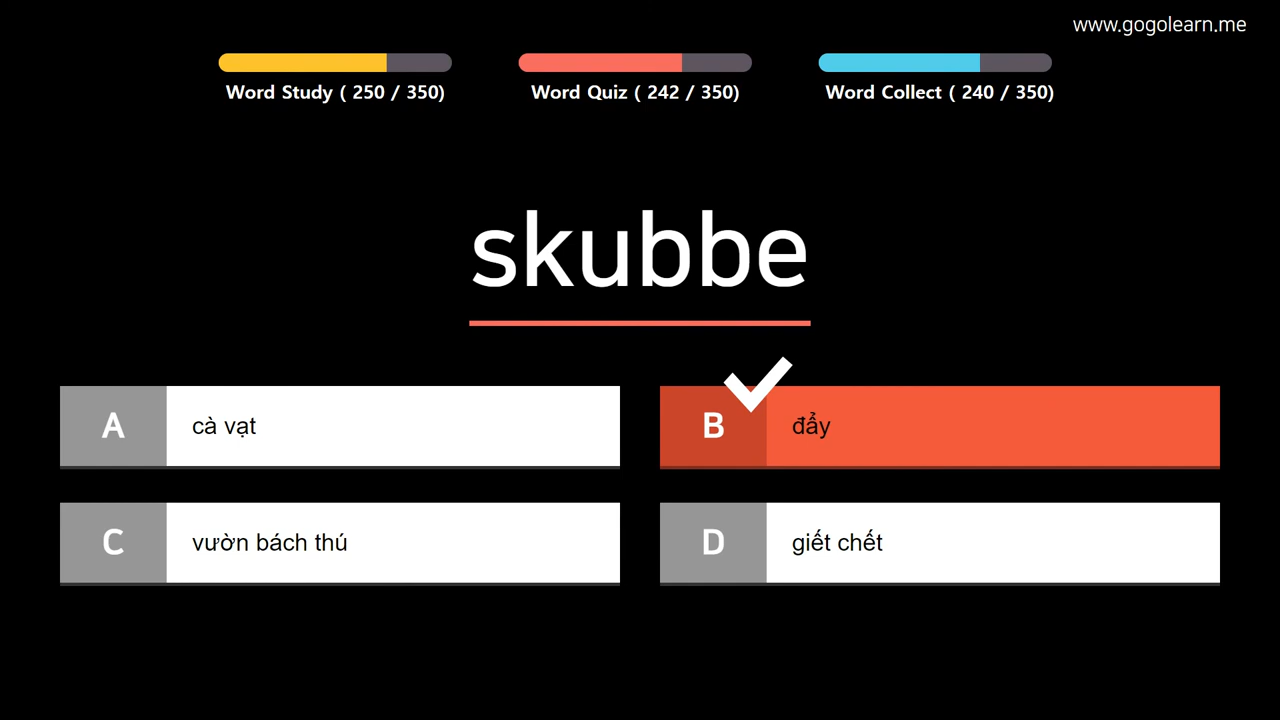 www.gogolearn.me
Word Study ( 250 / 350)
Word Quiz ( 242 / 350)
Word Collect ( 240 / 350)
skubbe
A
cà vạt
B
đẩy
C
vườn bách thú
D
giết chết